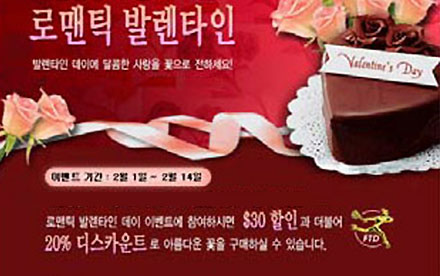 로맨틱 발렌타인
발렌타인 데이에 달콤한 사랑을 꽃으로 전하세요!
Valentine's Day
이벤트 기간 : 2월 1일 ~ 2월 14일
로맨틱 발렌타인 데이 이벤트에 참여하시면 $30 할인과 더불어
20% 디스카운트로 아름다운 꽃을 구매하실 수 있습니다.
FTD